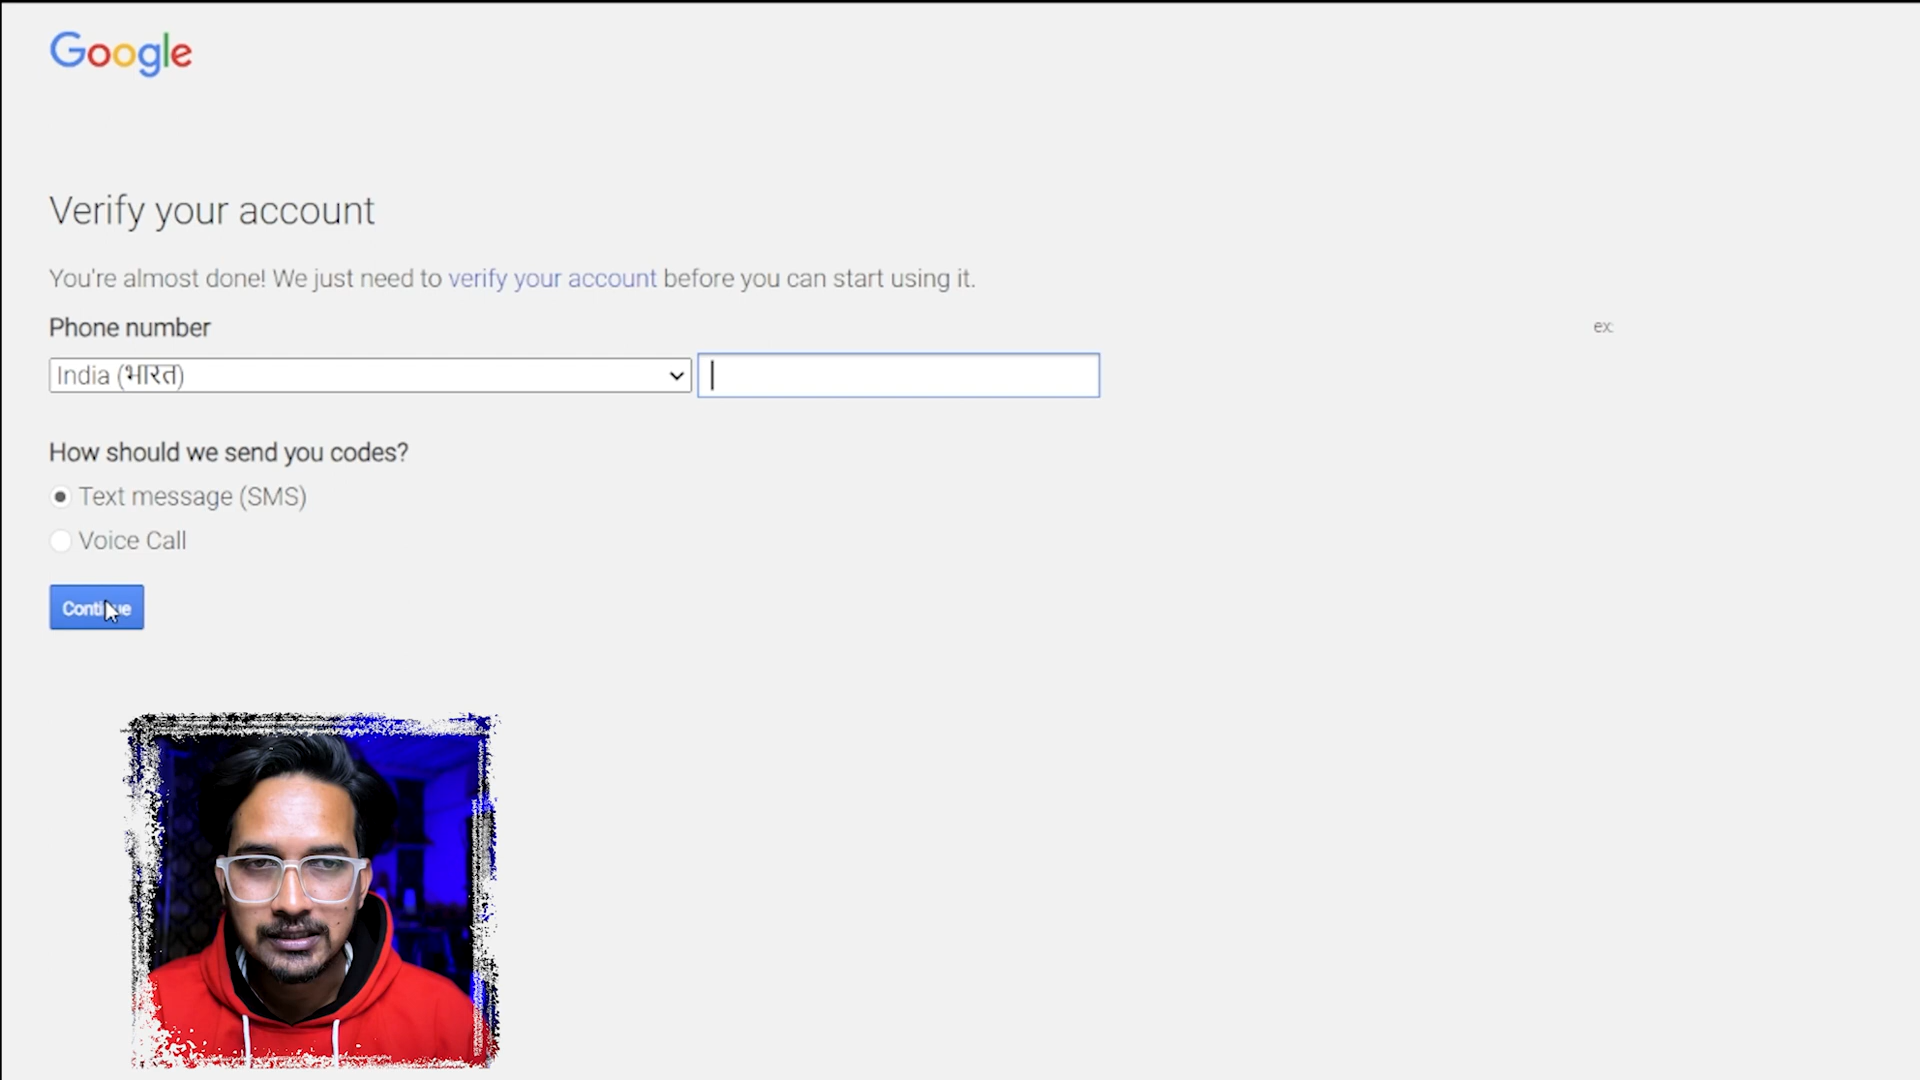 Google
Verify your account
You're almost done! We just need to verify your account before you can start using it.
Phone number
ex:
India (भारत)
How should we send you codes?
Text message (SMS)
Voice Call
Continue